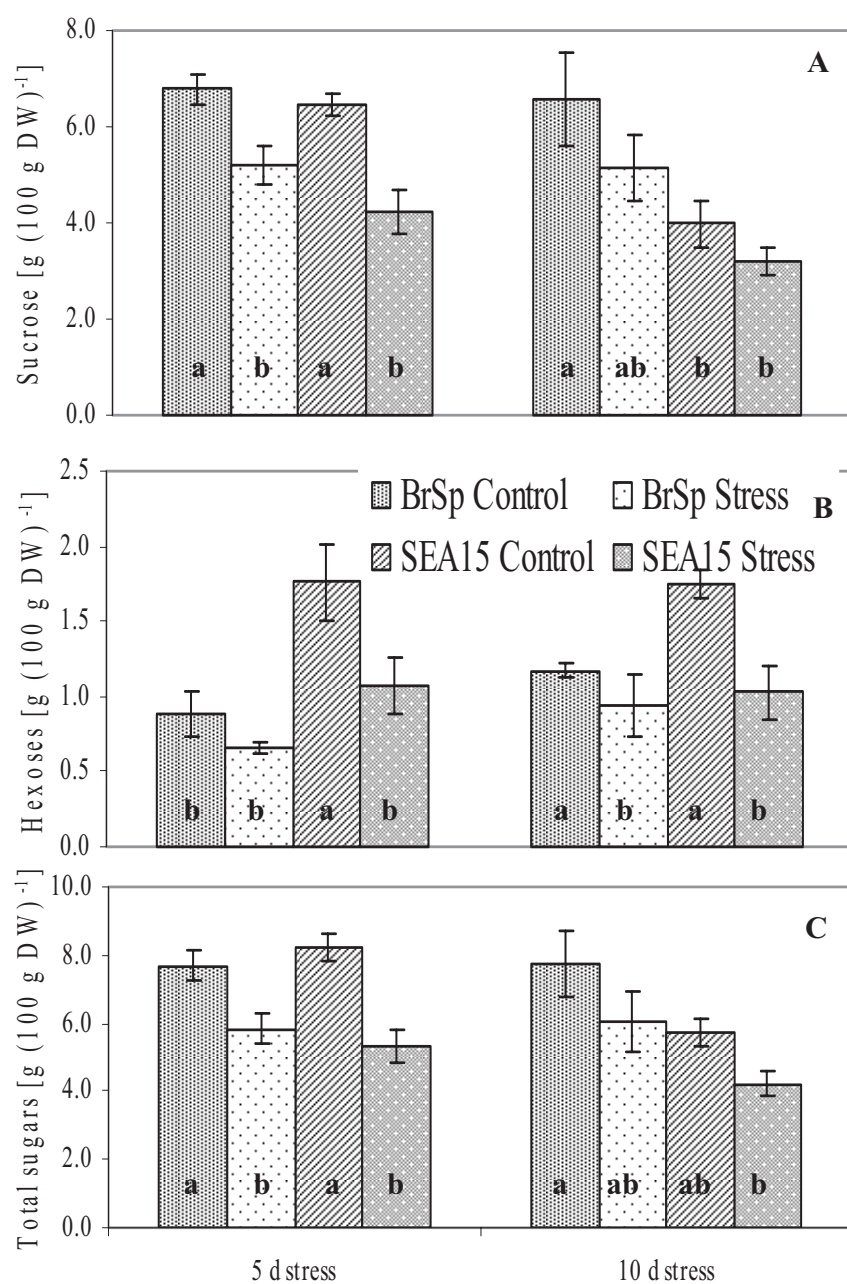 8.0
A
6.0
4.0
2.0
0.0
Sucrose [g (100 g DW)-1]
a b a b a ab b b
2.5
BrSp Control BrSp Stress
B
2.0
SEA15 Control SEA15 Stress
1.5
1.0
0.5
0.0
Hexoses [g (100 g DW)-1]
b b a b a b a b
10.0
C
8.0
6.0
4.0
2.0
0.0
Total sugars [g (100 g DW)-1]
a b a b a ab ab b
5 d stress 10 d stress